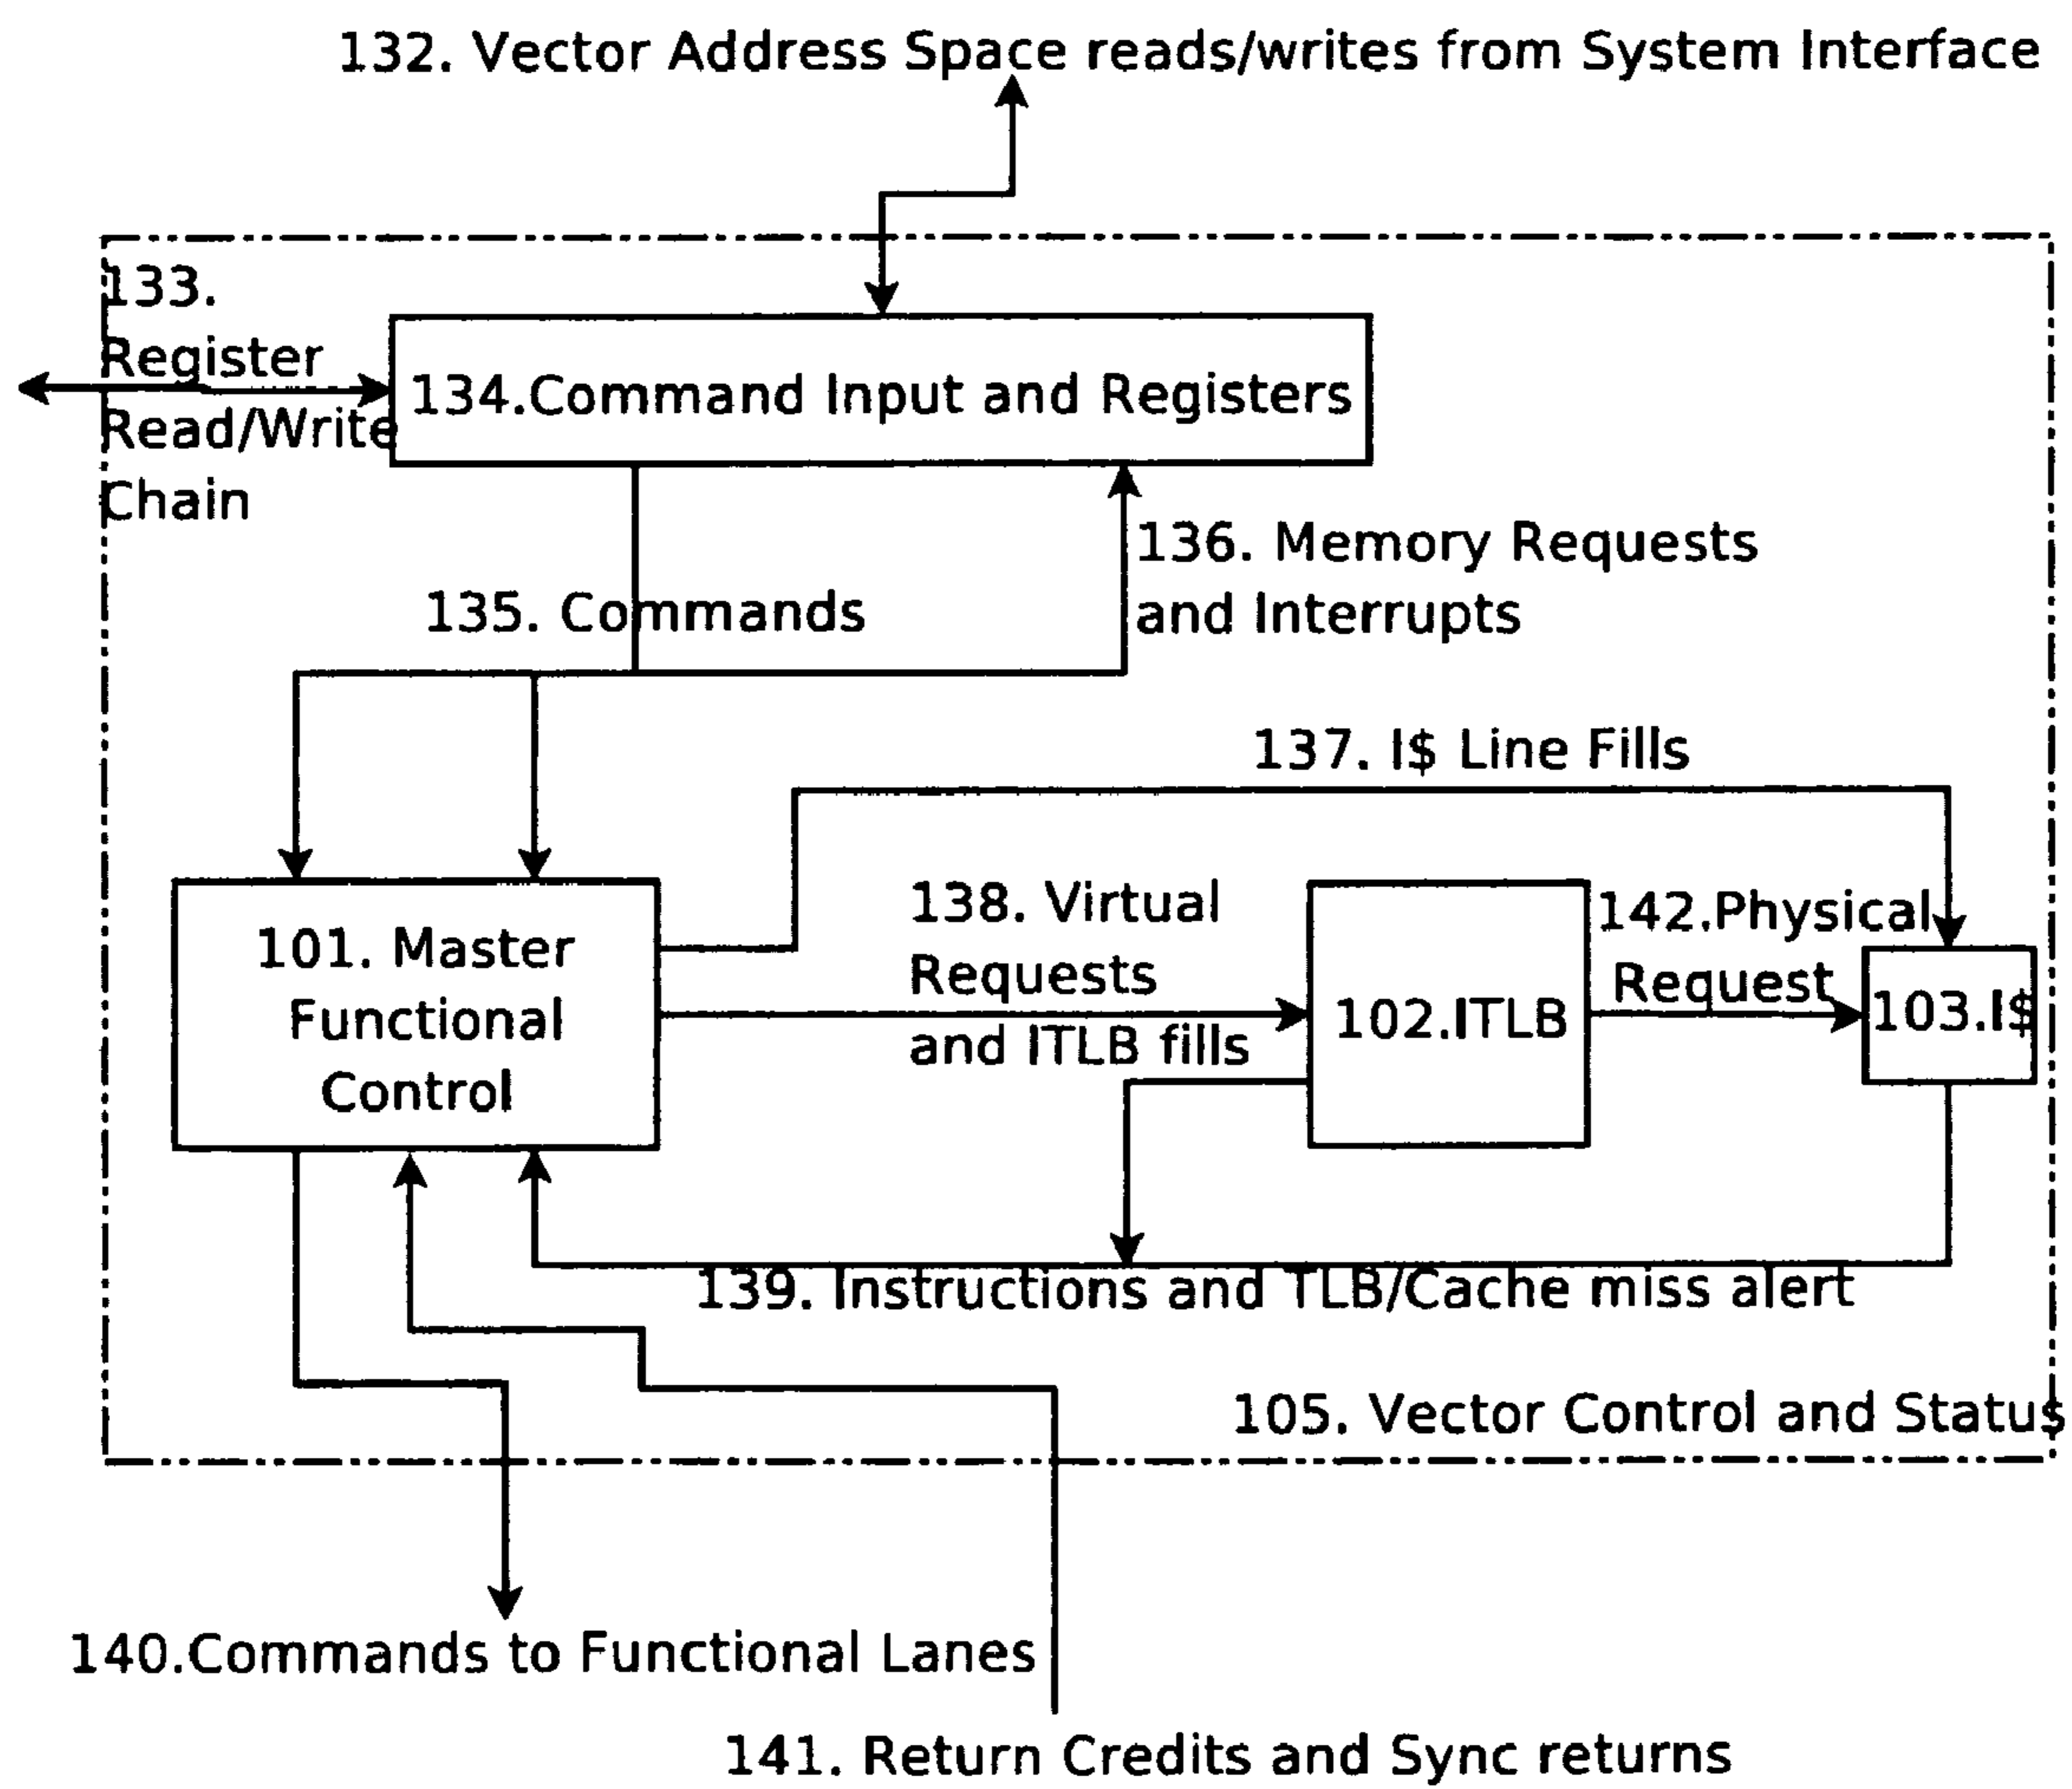 132. Vector Address Space reads/writes from System Interface
133.
Register
Read/Write
Chain
134.Command Input and Registers
136. Memory Requests
and Interrupts
135. Commands
137. I$ Line Fills
138. Virtual
Requests
and ITLB fills
142.Physical
Request
101. Master
Functional
Control
102.ITLB
103.I$
139. Instructions and TLB/Cache miss alert
105. Vector Control and Status
140.Commands to Functional Lanes
141. Return Credits and Sync returns